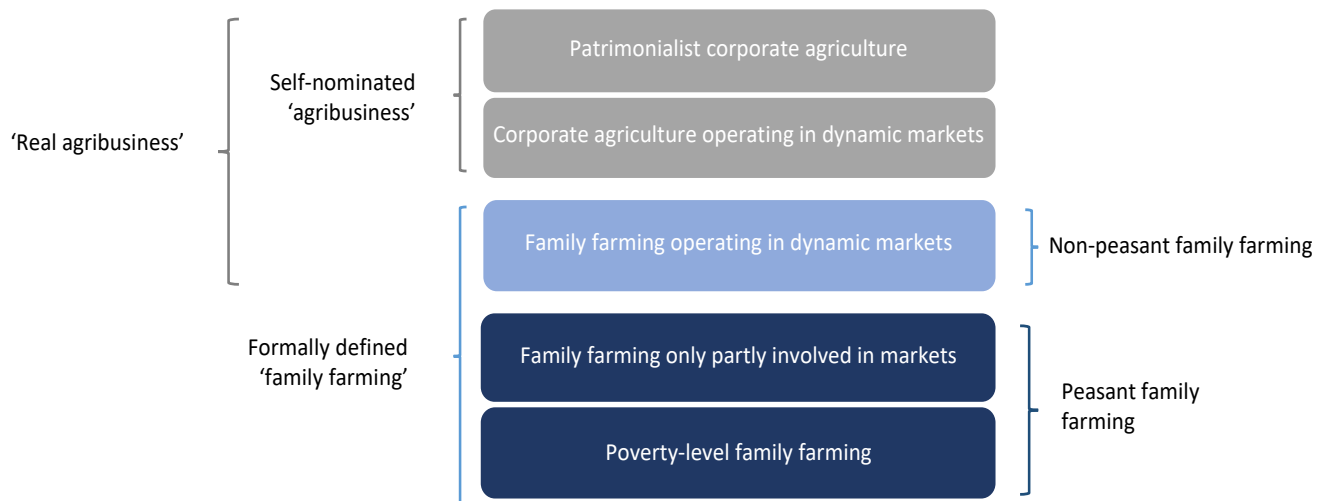 Patrimonialist corporate agriculture
Self-nominated
‘agribusiness’
Corporate agriculture operating in dynamic markets
‘Real agribusiness’
Family farming operating in dynamic markets
Non-peasant family farming
Formally defined
‘family farming’
Family farming only partly involved in markets
Peasant family
farming
Poverty-level family farming